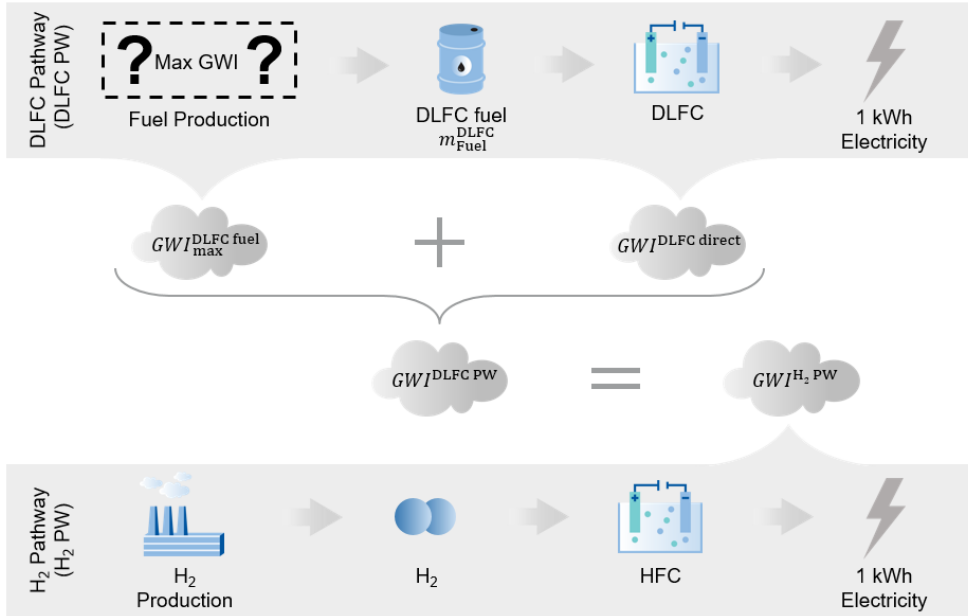 DLFC Pathway
(DLFC PW)
? Max GWI ?
Fuel Production
DLFC fuel
m_Fuel^DLFC
DLFC
+ −
1 kWh
Electricity
GWI_max^DLFC fuel
+
GWI^DLFC direct
GWI^DLFC PW
=
GWI^H₂ PW
H₂ Pathway
(H₂ PW)
H₂
Production
H₂
+ −
HFC
1 kWh
Electricity